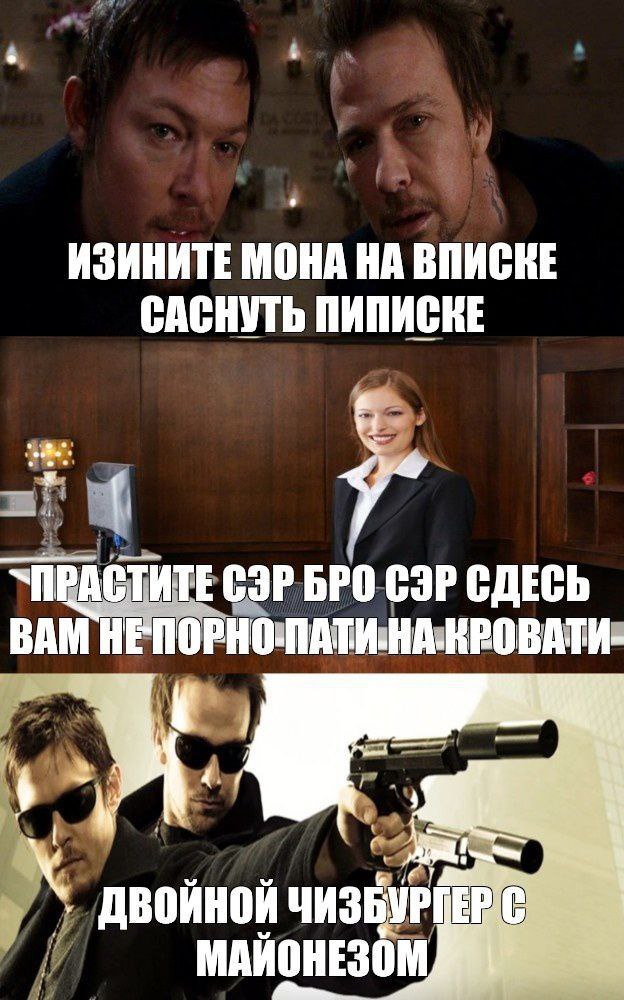 ИЗИНИТЕ МОНА НА ВПИСКЕ
САСНУТЬ ПИПИСКЕ
ПРАСТИТЕ СЭР БРО СЭР СДЕСЬ
ВАМ НЕ ПОРНО ПАТИ НА КРОВАТИ
ДВОЙНОЙ ЧИЗБУРГЕР С
МАЙОНЕЗОМ